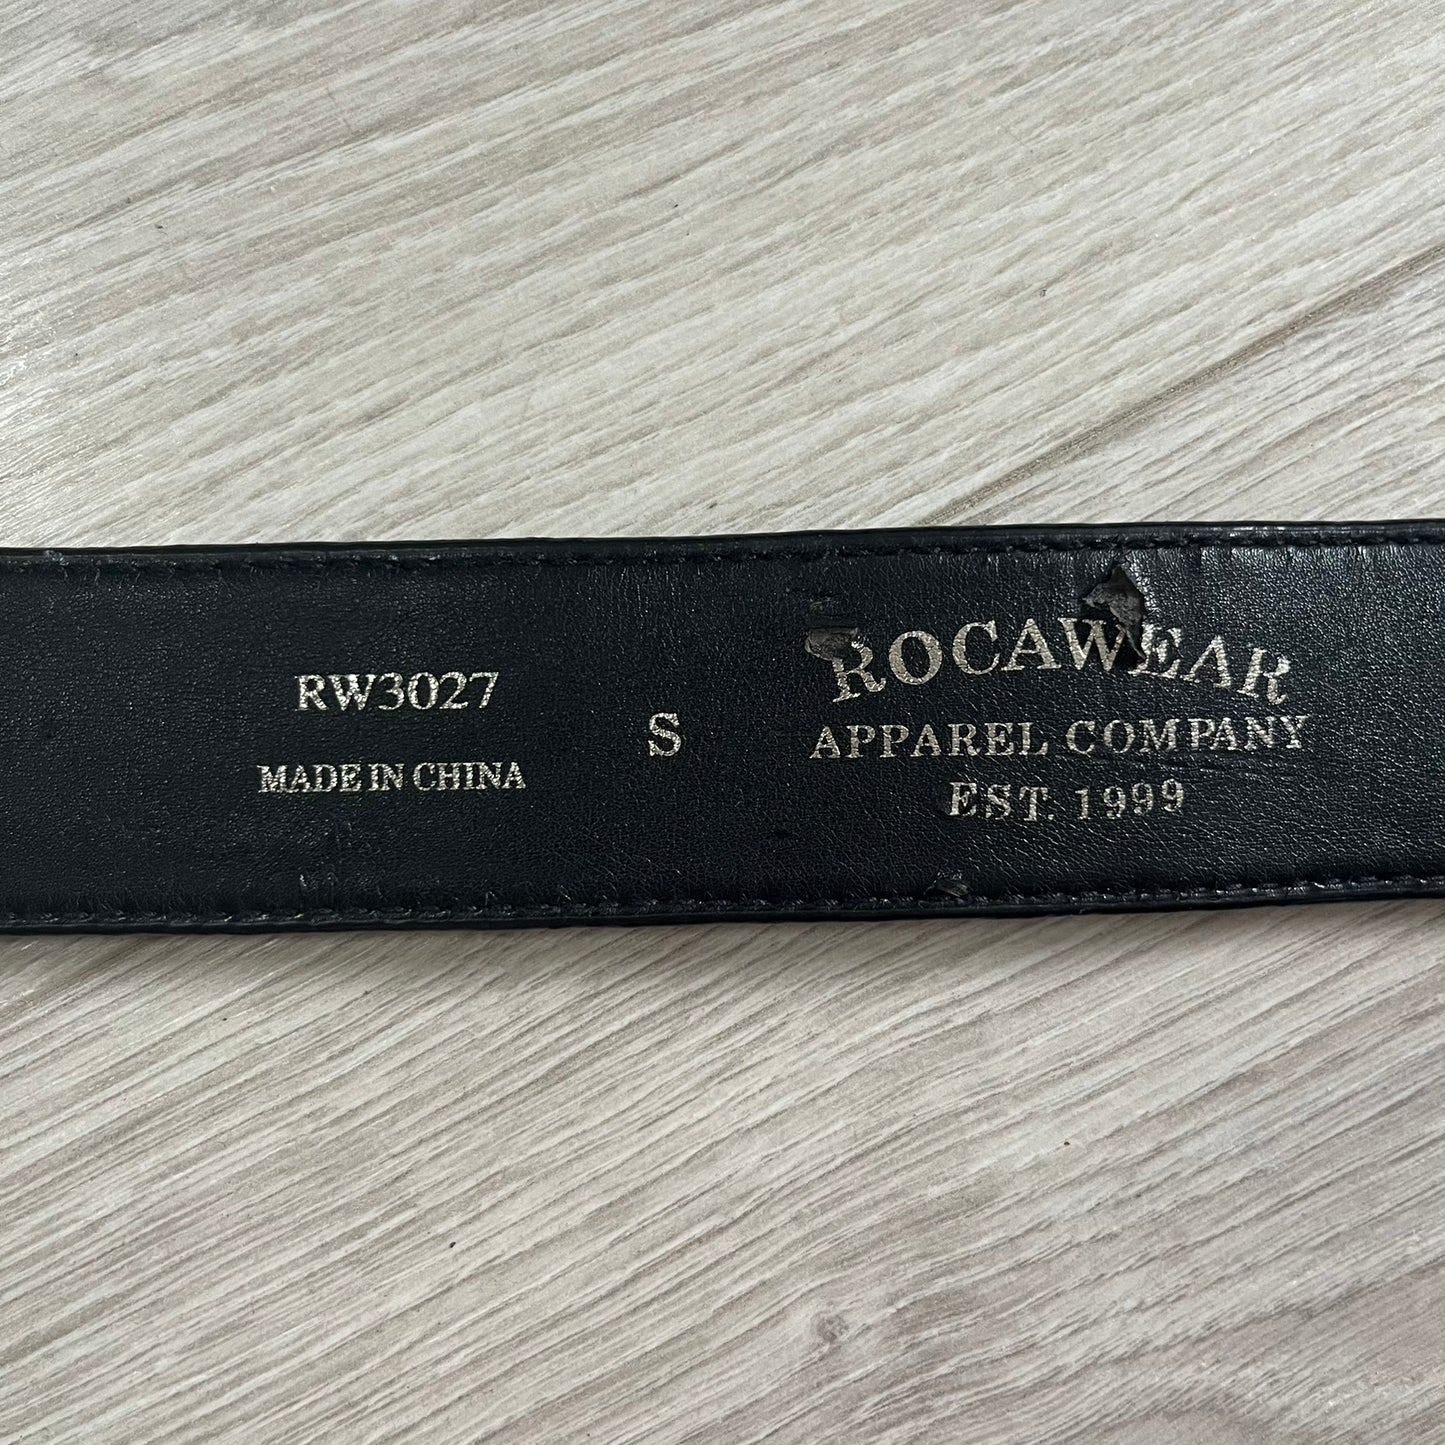 RW3027
MADE IN CHINA
S
ROCAWEAR
APPAREL COMPANY
EST. 1999